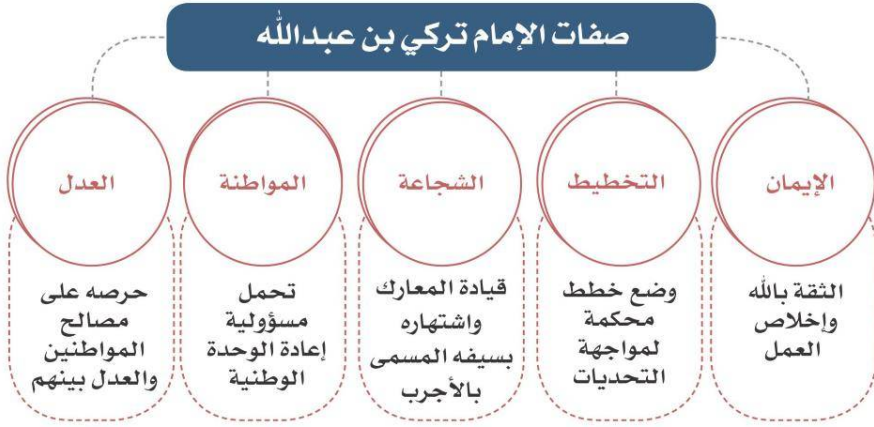 صفات الإمام تركي بن عبدالله
الإيمان
الثقة بالله
وإخلاص
العمل
التخطيط
وضع خطط
محكمة
لمواجهة
التحديات
الشجاعة
قيادة المعارك
واشتهاره
بسيفه المسمى
بالأجرب
المواطنة
تحمل
مسؤولية
إعادة الوحدة
الوطنية
العدل
حرصه على
مصالح
المواطنين
والعدل بينهم